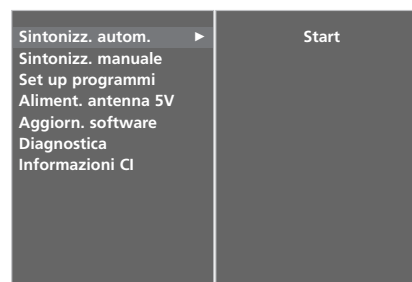 Sintonizz. autom. ► Start
Sintonizz. manuale
Set up programmi
Aliment. antenna 5V
Aggiorn. software
Diagnostica
Informazioni CI